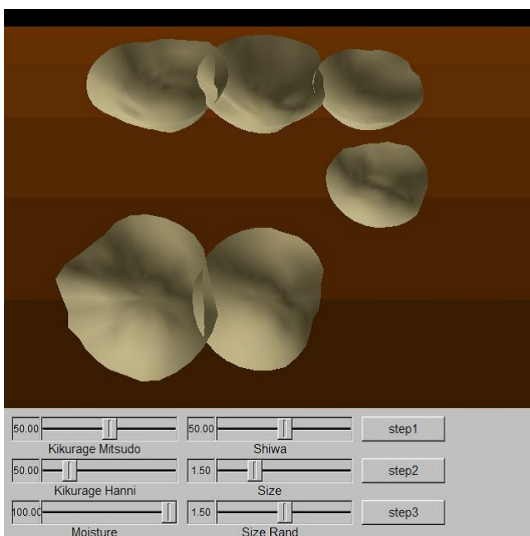 50.00 50.00 step1
Kikurage Mitsudo Shiwa
50.00 1.50 step2
Kikurage Hanni Size
100.00 1.50 step3
Moisture Size Rand